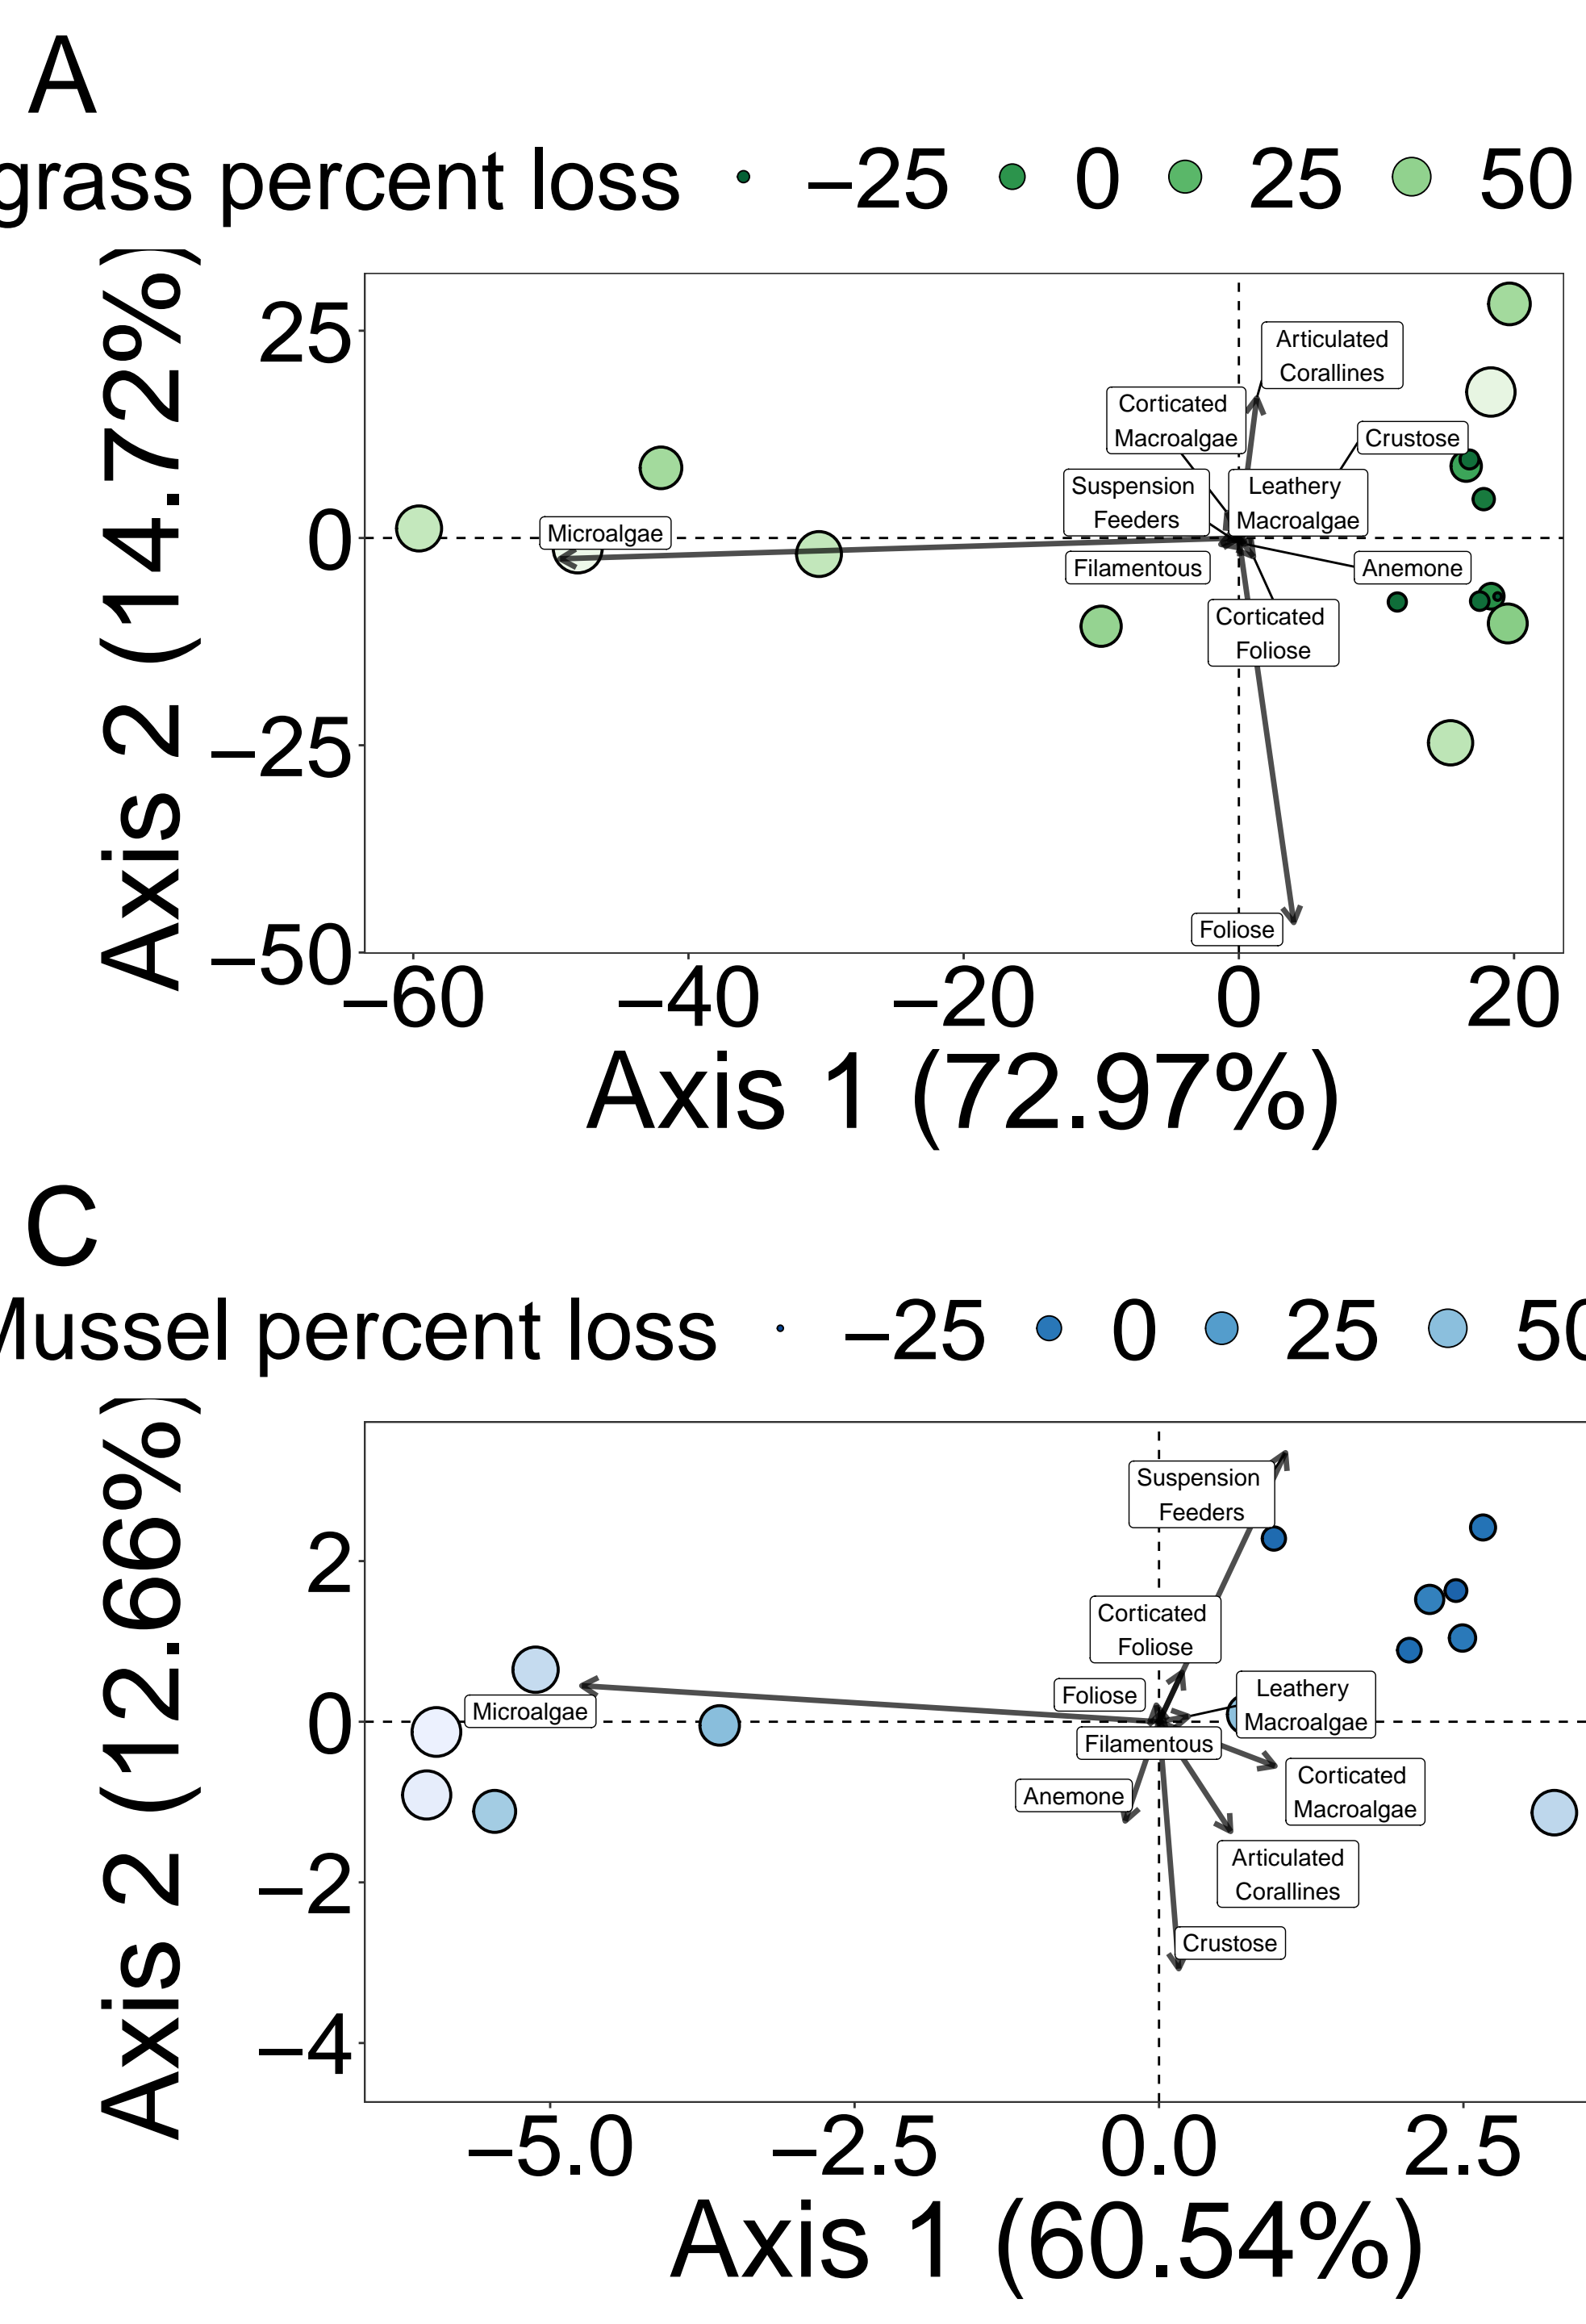 A
grass percent loss −25 0 25 50
Axis 2 (14.72%)
25
0
−25
−50
Articulated
Corallines
Corticated
Macroalgae
Crustose
Suspension
Feeders
Leathery
Macroalgae
Microalgae
Filamentous
Anemone
Corticated
Foliose
Foliose
−60 −40 −20 0 20
Axis 1 (72.97%)
C
Mussel percent loss −25 0 25 50
Axis 2 (12.66%)
2
0
−2
−4
Suspension
Feeders
Corticated
Foliose
Foliose
Leathery
Macroalgae
Microalgae
Filamentous
Corticated
Macroalgae
Anemone
Articulated
Corallines
Crustose
−5.0 −2.5 0.0 2.5
Axis 1 (60.54%)